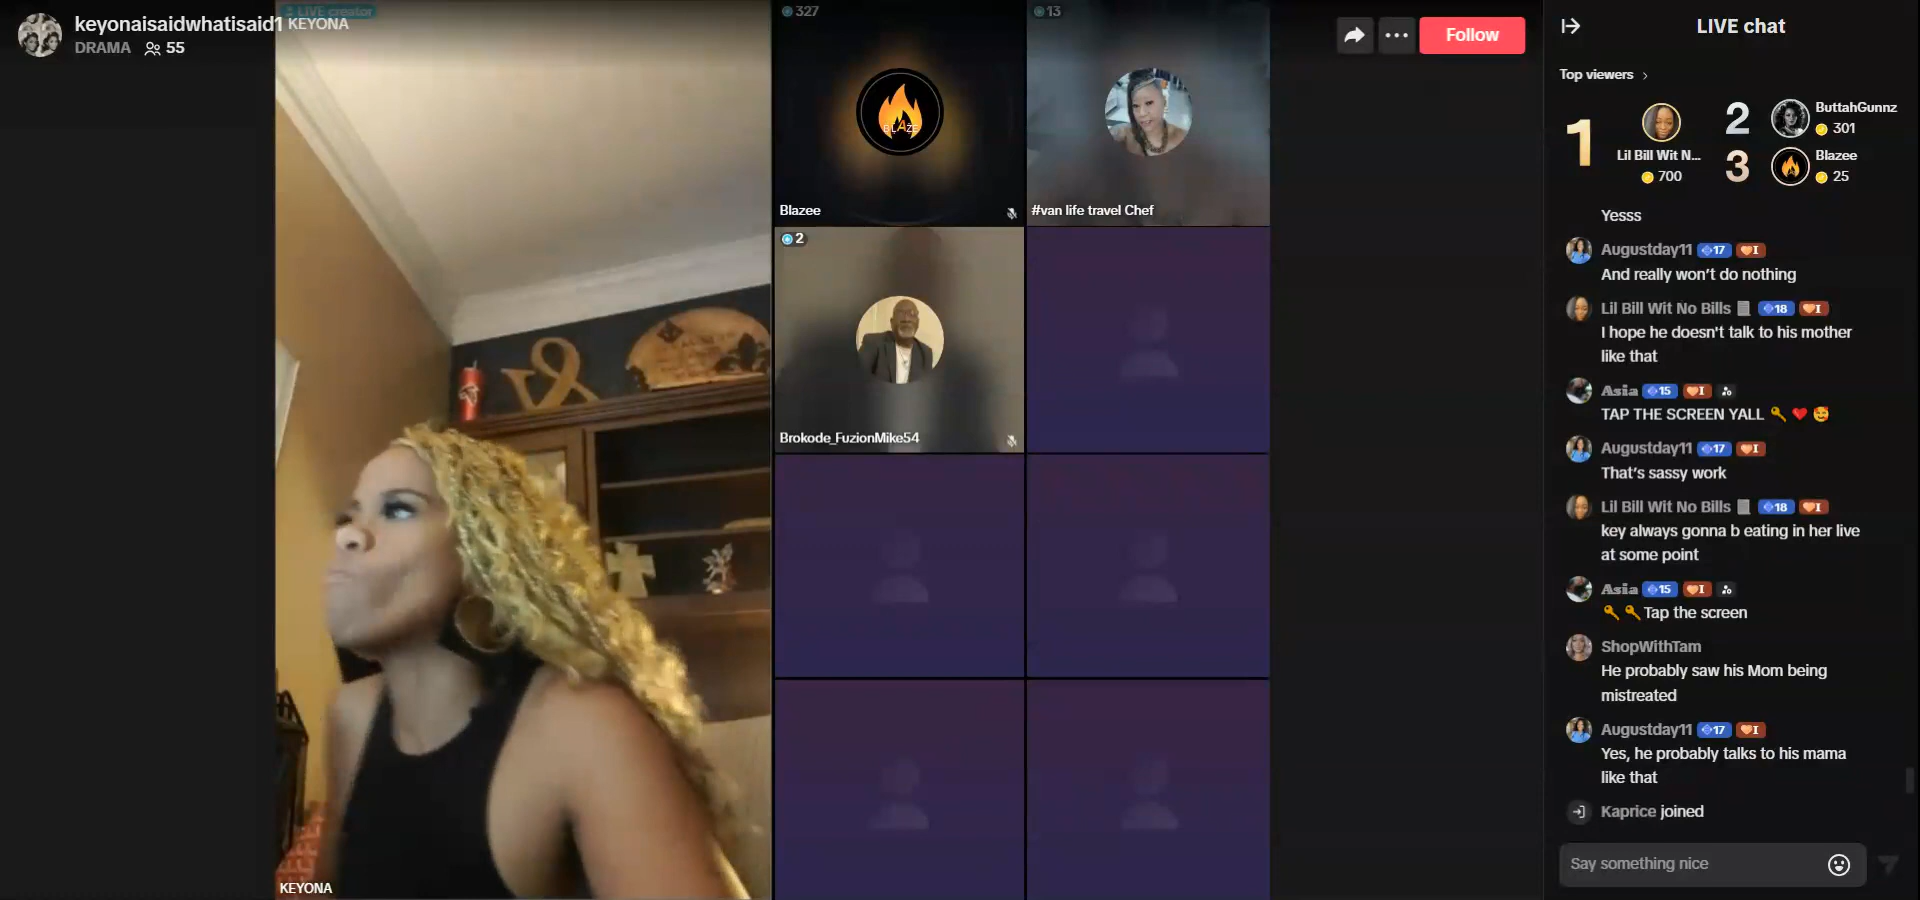 keyonaisaidwhatisaid1
DRAMA 55
LIVE creator
KEYONA
327
BLAZE
Blazee
13
#van life travel Chef
2
Brokode_FuzionMike54
KEYONA
Follow
LIVE chat
Top viewers
1
Lil Bill Wit N...
700
2
ButtahGunnz
301
3
Blazee
25
Yesss
Augustday11 17 I
And really won't do nothing
Lil Bill Wit No Bills 18 I
I hope he doesn't talk to his mother
like that
Asia 15 I
TAP THE SCREEN YALL
Augustday11 17 I
That's sassy work
Lil Bill Wit No Bills 18 I
key always gonna b eating in her live
at some point
Asia 15 I
Tap the screen
ShopWithTam
He probably saw his Mom being
mistreated
Augustday11 17 I
Yes, he probably talks to his mama
like that
Kaprice joined
Say something nice